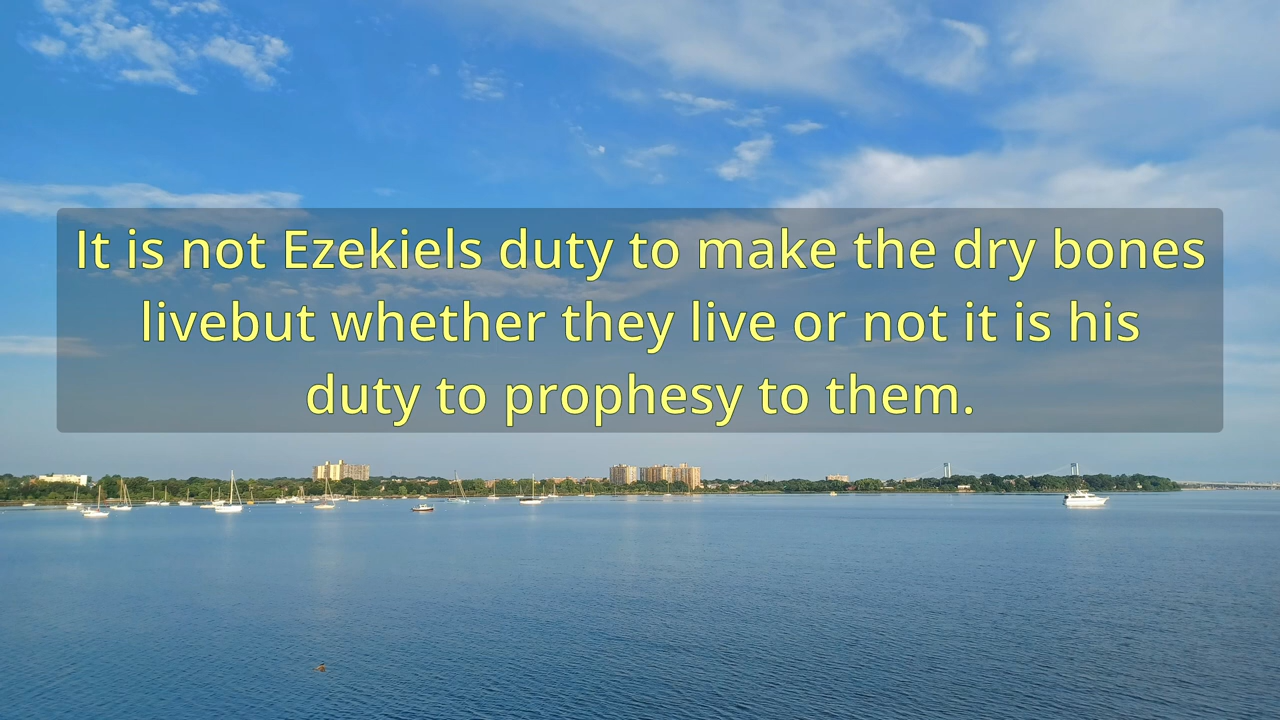 It is not Ezekiels duty to make the dry bones
livebut whether they live or not it is his
duty to prophesy to them.